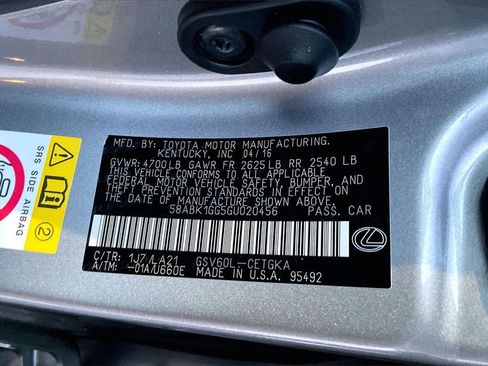 MFD. BY: TOYOTA MOTOR MANUFACTURING.
KENTUCKY, INC 04/16
GVWR: 4700LB GAWR FR 2625LB RR 2540 LB
THIS VEHICLE CONFORMS TO ALL APPLICABLE
FEDERAL MOTOR VEHICLE SAFETY, BUMPER, AND
THEFT PREVENTION STANDARDS IN EFFECT ON
THE DATE OF MANUFACTURE SHOWN ABOVE.
58ABK1GG5GU020456 PASS. CAR
C/TR: 1J7/LA21 GSV60L-CETGKA
A/TM: -01A/U660E MADE IN U.S.A. 95492
SRS SIDE AIRBAG
2